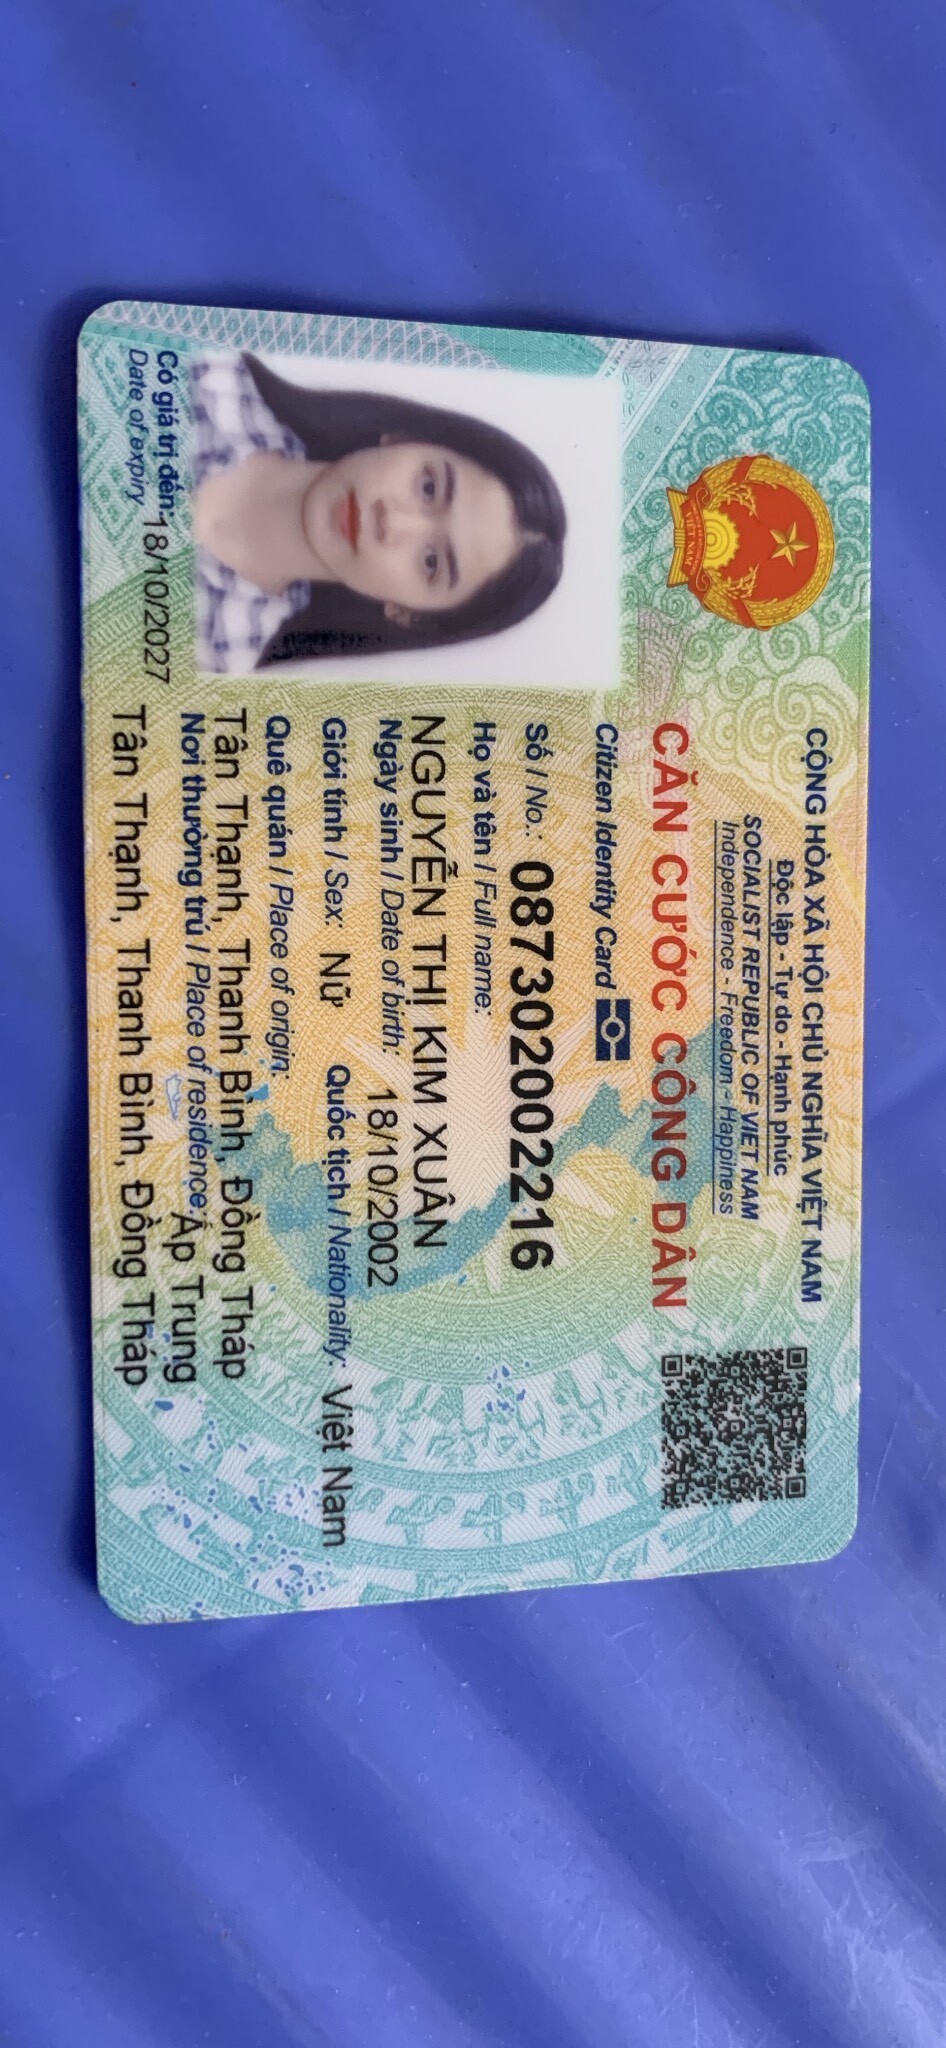 CỘNG HÒA XÃ HỘI CHỦ NGHĨA VIỆT NAM
Độc lập - Tự do - Hạnh phúc
SOCIALIST REPUBLIC OF VIET NAM
Independence - Freedom - Happiness
CĂN CƯỚC CÔNG DÂN
Citizen Identity Card
Số / No.: 087302002216
Họ và tên / Full name:
NGUYỄN THỊ KIM XUÂN
Ngày sinh / Date of birth: 18/10/2002
Giới tính / Sex: Nữ Quốc tịch / Nationality: Việt Nam
Quê quán / Place of origin:
Tân Thạnh, Thanh Bình, Đồng Tháp
Nơi thường trú / Place of residence: Ấp Trung
Tân Thạnh, Thanh Bình, Đồng Tháp
Có giá trị đến: 18/10/2027
Date of expiry